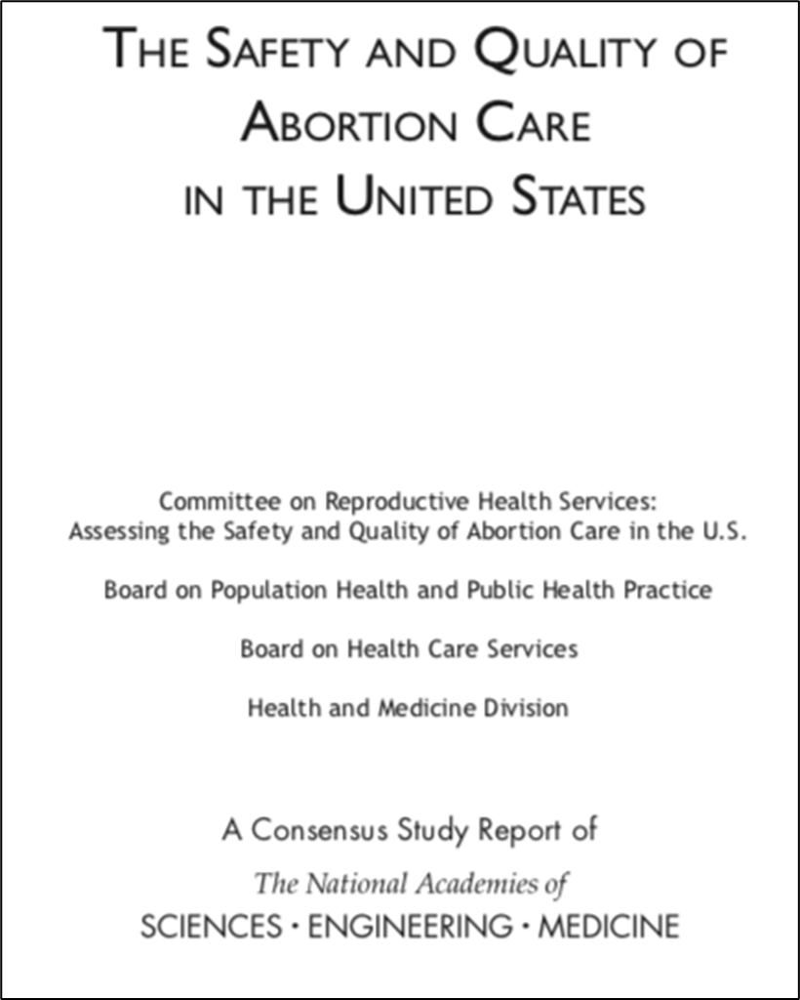 THE SAFETY AND QUALITY OF
ABORTION CARE
IN THE UNITED STATES
Committee on Reproductive Health Services:
Assessing the Safety and Quality of Abortion Care in the U.S.
Board on Population Health and Public Health Practice
Board on Health Care Services
Health and Medicine Division
A Consensus Study Report of
The National Academies of
SCIENCES • ENGINEERING • MEDICINE